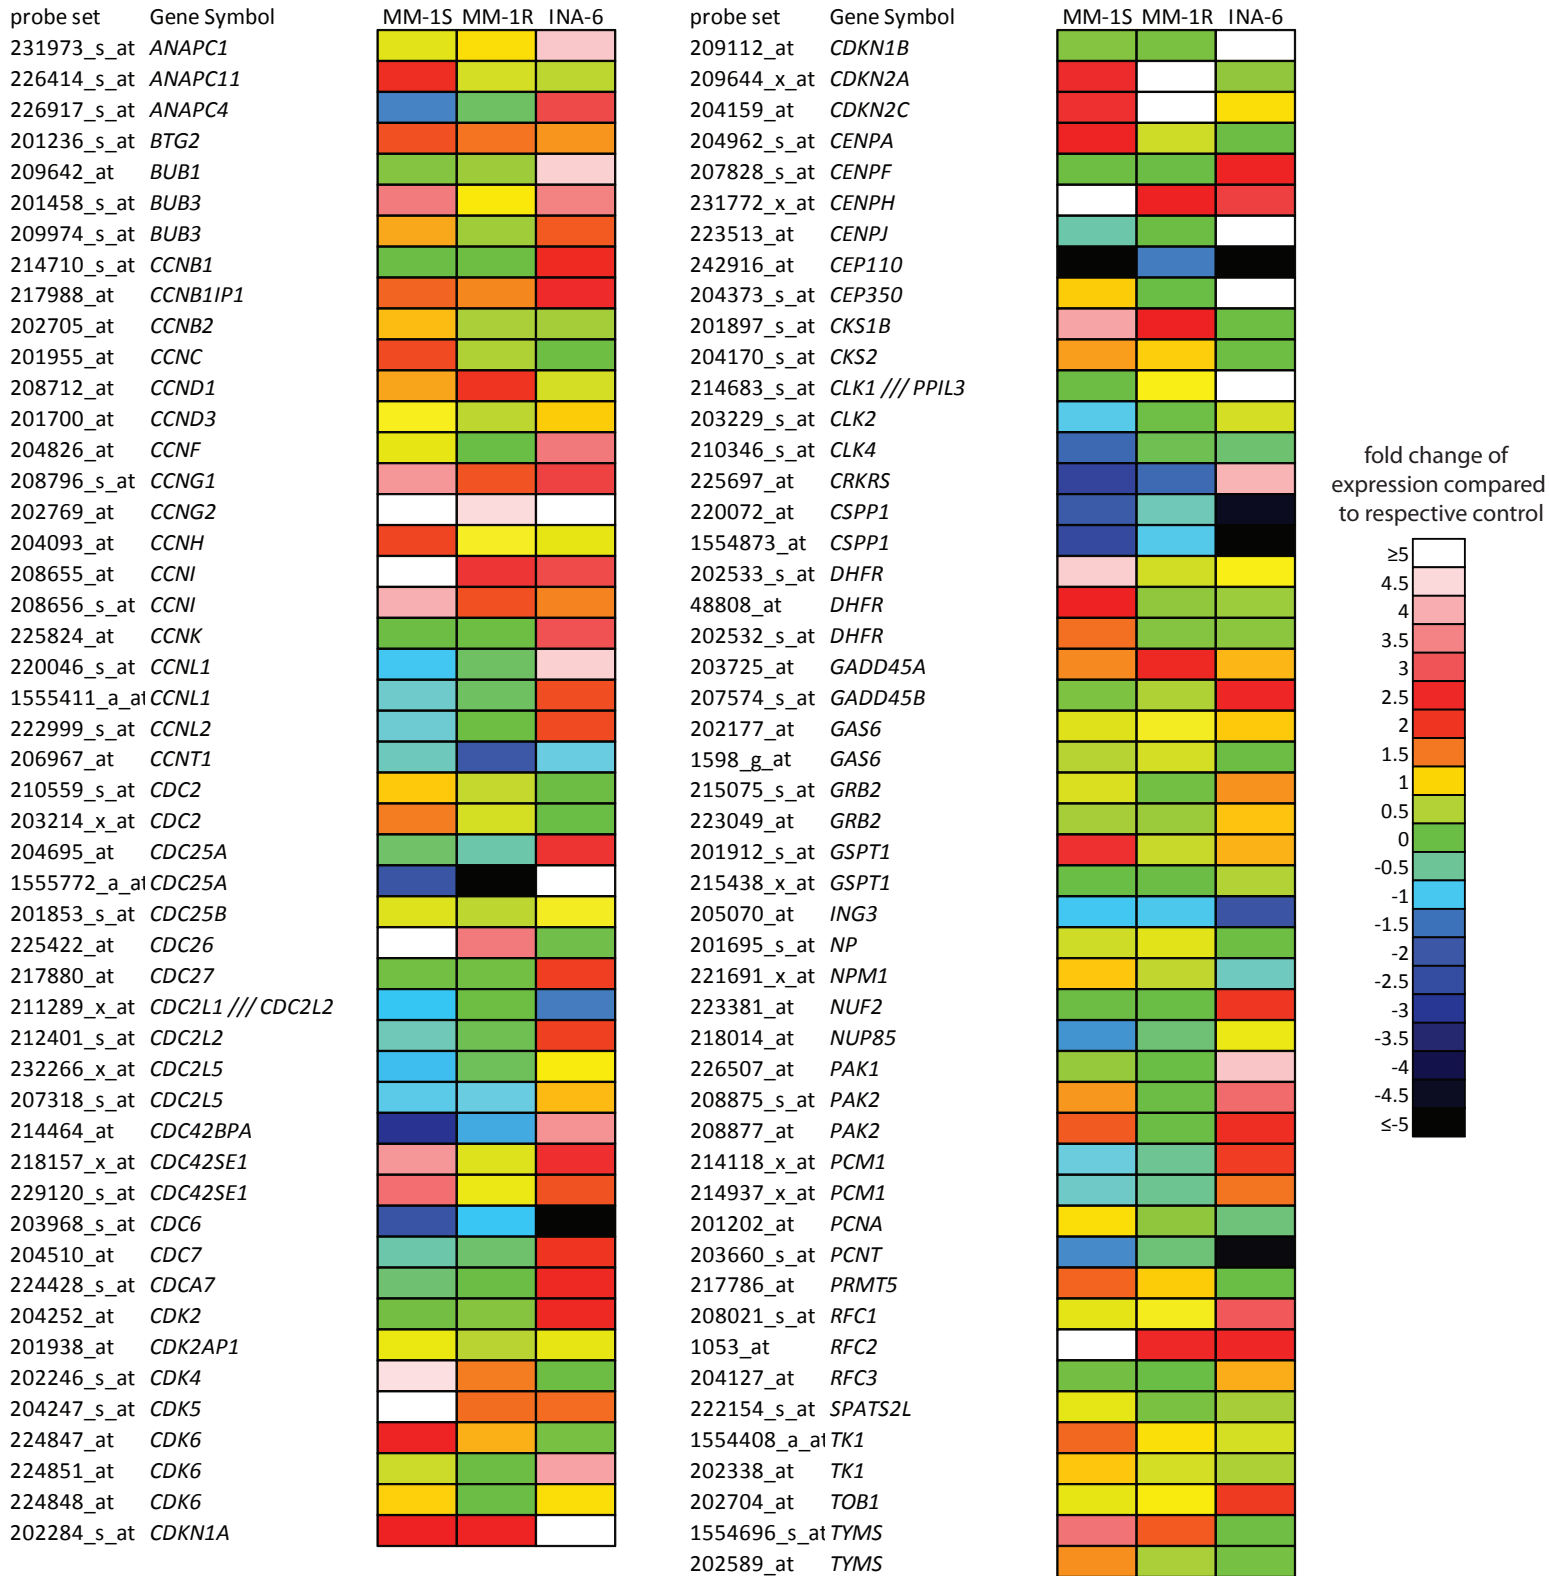 probe set Gene Symbol MM-1S MM-1R INA-6
231973_s_at ANAPC1
226414_s_at ANAPC11
226917_s_at ANAPC4
201236_s_at BTG2
209642_at BUB1
201458_s_at BUB3
209974_s_at BUB3
214710_s_at CCNB1
217988_at CCNB1IP1
202705_at CCNB2
201955_at CCNC
208712_at CCND1
201700_at CCND3
204826_at CCNF
208796_s_at CCNG1
202769_at CCNG2
204093_at CCNH
208655_at CCNI
208656_s_at CCNI
225824_at CCNK
220046_s_at CCNL1
1555411_a_at CCNL1
222999_s_at CCNL2
206967_at CCNT1
210559_s_at CDC2
203214_x_at CDC2
204695_at CDC25A
1555772_a_at CDC25A
201853_s_at CDC25B
225422_at CDC26
217880_at CDC27
211289_x_at CDC2L1 /// CDC2L2
212401_s_at CDC2L2
232266_x_at CDC2L5
207318_s_at CDC2L5
214464_at CDC42BPA
218157_x_at CDC42SE1
229120_s_at CDC42SE1
203968_s_at CDC6
204510_at CDC7
224428_s_at CDCA7
204252_at CDK2
201938_at CDK2AP1
202246_s_at CDK4
204247_s_at CDK5
224847_at CDK6
224851_at CDK6
224848_at CDK6
202284_s_at CDKN1A
probe set Gene Symbol MM-1S MM-1R INA-6
209112_at CDKN1B
209644_x_at CDKN2A
204159_at CDKN2C
204962_s_at CENPA
207828_s_at CENPF
231772_x_at CENPH
223513_at CENPJ
242916_at CEP110
204373_s_at CEP350
201897_s_at CKS1B
204170_s_at CKS2
214683_s_at CLK1 /// PPIL3
203229_s_at CLK2
210346_s_at CLK4
225697_at CRKRS
220072_at CSPP1
1554873_at CSPP1
202533_s_at DHFR
48808_at DHFR
202532_s_at DHFR
203725_at GADD45A
207574_s_at GADD45B
202177_at GAS6
1598_g_at GAS6
215075_s_at GRB2
223049_at GRB2
201912_s_at GSPT1
215438_x_at GSPT1
205070_at ING3
201695_s_at NP
221691_x_at NPM1
223381_at NUF2
218014_at NUP85
226507_at PAK1
208875_s_at PAK2
208877_at PAK2
214118_x_at PCM1
214937_x_at PCM1
201202_at PCNA
203660_s_at PCNT
217786_at PRMT5
208021_s_at RFC1
1053_at RFC2
204127_at RFC3
222154_s_at SPATS2L
1554408_a_at TK1
202338_at TK1
202704_at TOB1
1554696_s_at TYMS
202589_at TYMS
fold change of
expression compared
to respective control
≥5
4.5
4
3.5
3
2.5
2
1.5
1
0.5
0
-0.5
-1
-1.5
-2
-2.5
-3
-3.5
-4
-4.5
≤-5